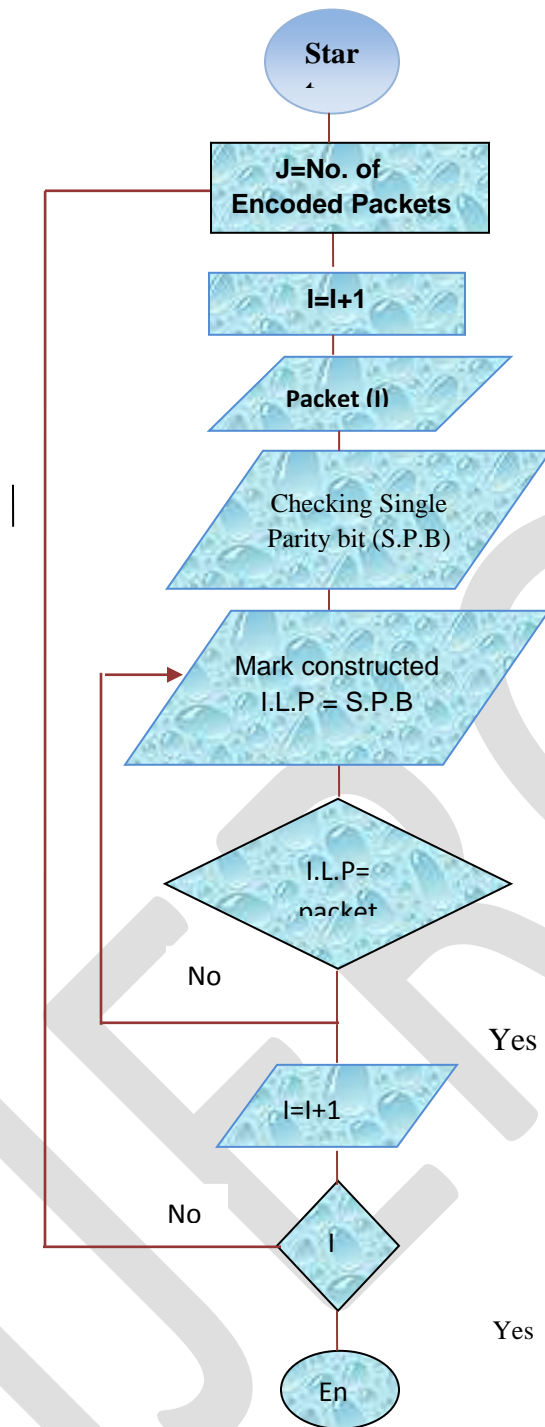 Star
J=No. of
Encoded Packets
I=I+1
Packet (I)
Checking Single
Parity bit (S.P.B)
Mark constructed
I.L.P = S.P.B
I.L.P=
packet
No
Yes
I=I+1
No
I
Yes
En